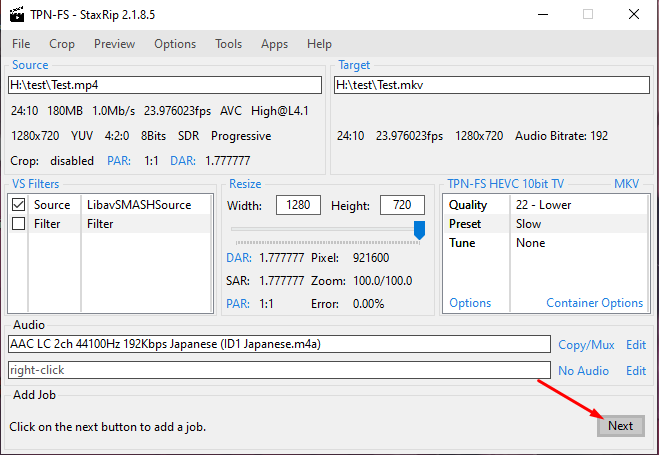 TPN-FS - StaxRip 2.1.8.5
File Crop Preview Options Tools Apps Help
Source
H:\test\Test.mp4
24:10 180MB 1.0Mb/s 23.976023fps AVC High@L4.1
1280x720 YUV 4:2:0 8Bits SDR Progressive
Crop: disabled PAR: 1:1 DAR: 1.777777
Target
H:\test\Test.mkv
24:10 23.976023fps 1280x720 Audio Bitrate: 192
VS Filters
Source LibavSMASHSource
Filter Filter
Resize
Width: 1280 Height: 720
DAR: 1.777777 Pixel: 921600
SAR: 1.777777 Zoom: 100.0/100.0
PAR: 1:1 Error: 0.00%
TPN-FS HEVC 10bit TV MKV
Quality 22 - Lower
Preset Slow
Tune None
Options Container Options
Audio
AAC LC 2ch 44100Hz 192Kbps Japanese (ID1 Japanese.m4a) Copy/Mux Edit
right-click No Audio Edit
Add Job
Click on the next button to add a job. Next